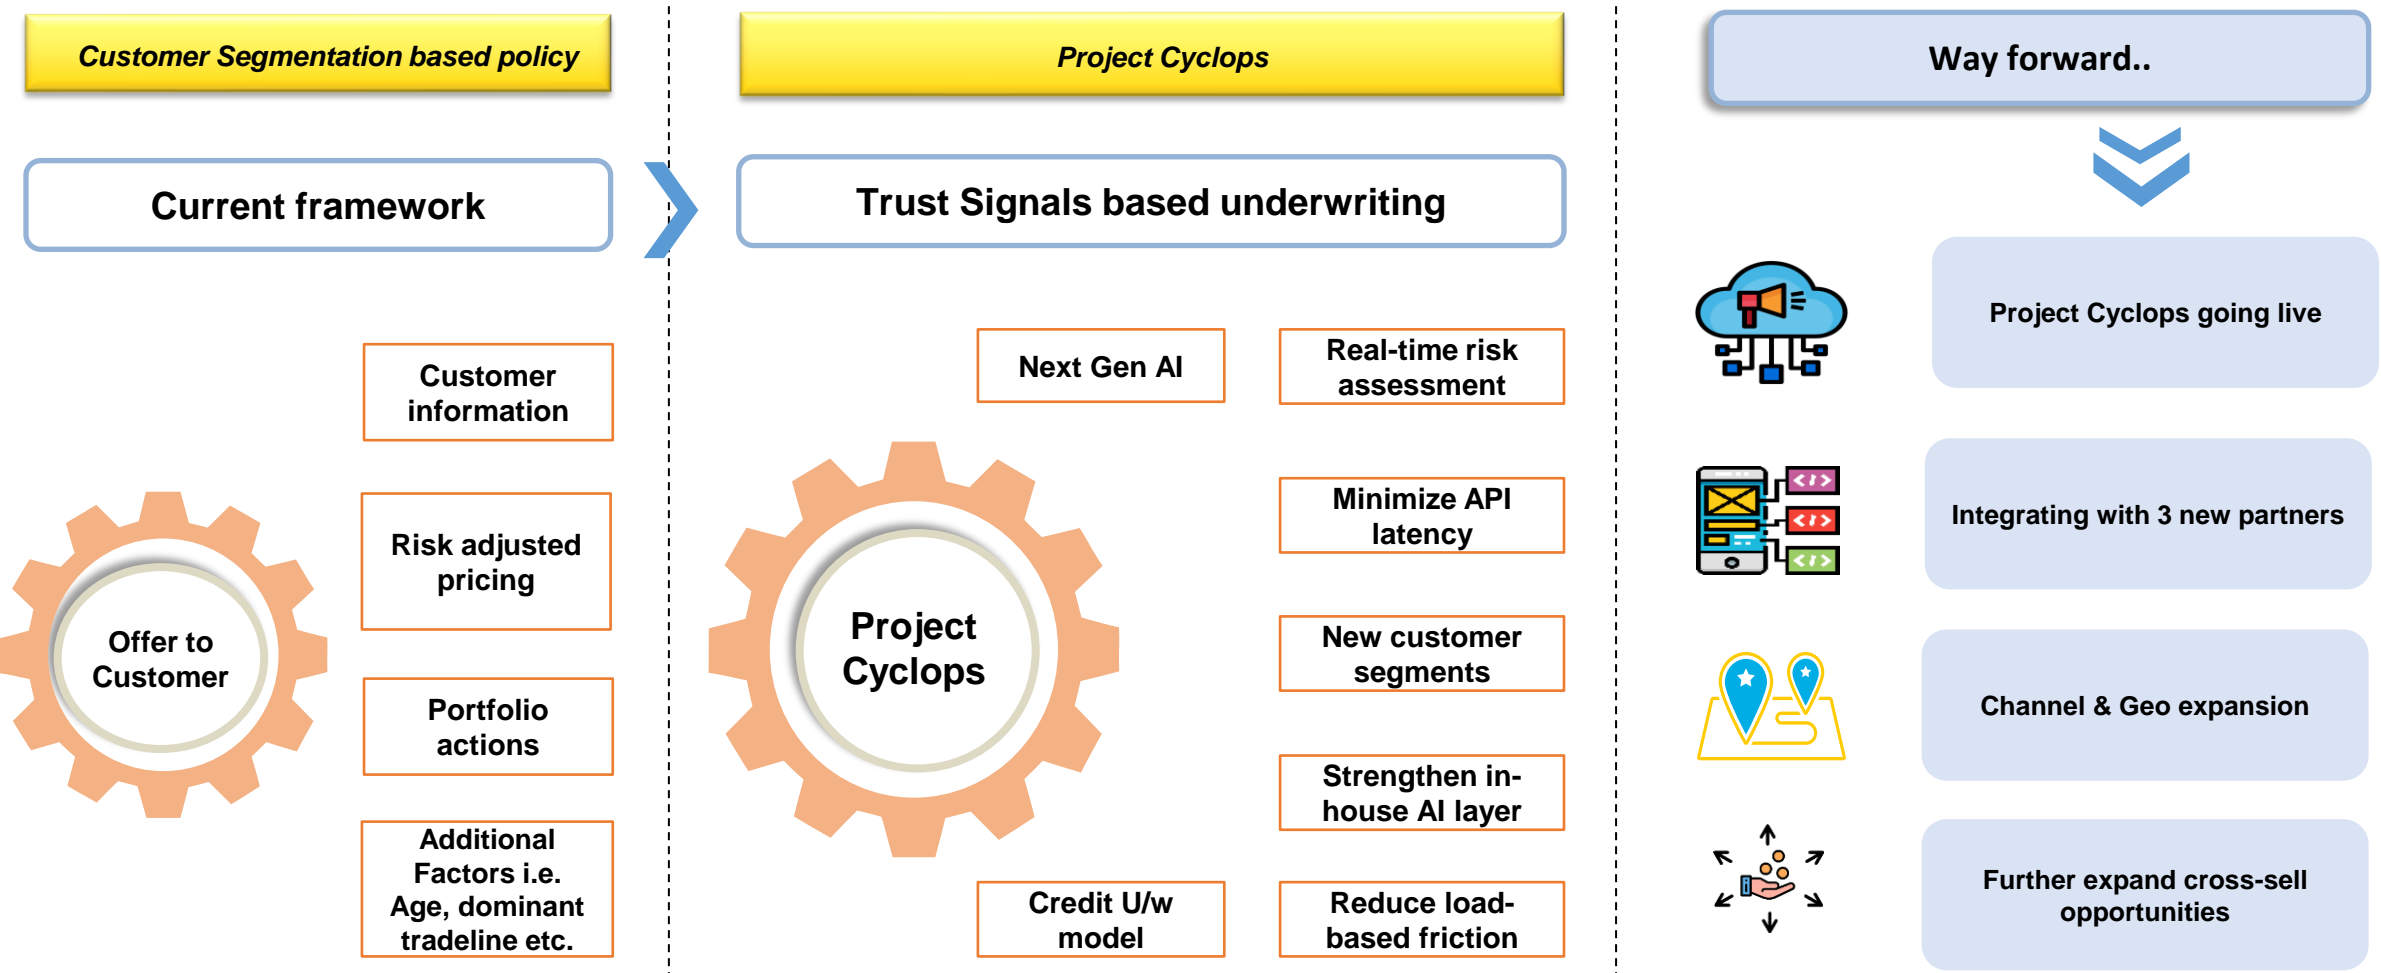 Customer Segmentation based policy
Current framework
Offer to
Customer
Customer
information
Risk adjusted
pricing
Portfolio
actions
Additional
Factors i.e.
Age, dominant
tradeline etc.
Project Cyclops
Trust Signals based underwriting
Project
Cyclops
Next Gen AI
Credit U/w
model
Real-time risk
assessment
Minimize API
latency
New customer
segments
Strengthen in-
house AI layer
Reduce load-
based friction
Way forward..
Project Cyclops going live
Integrating with 3 new partners
Channel & Geo expansion
Further expand cross-sell
opportunities